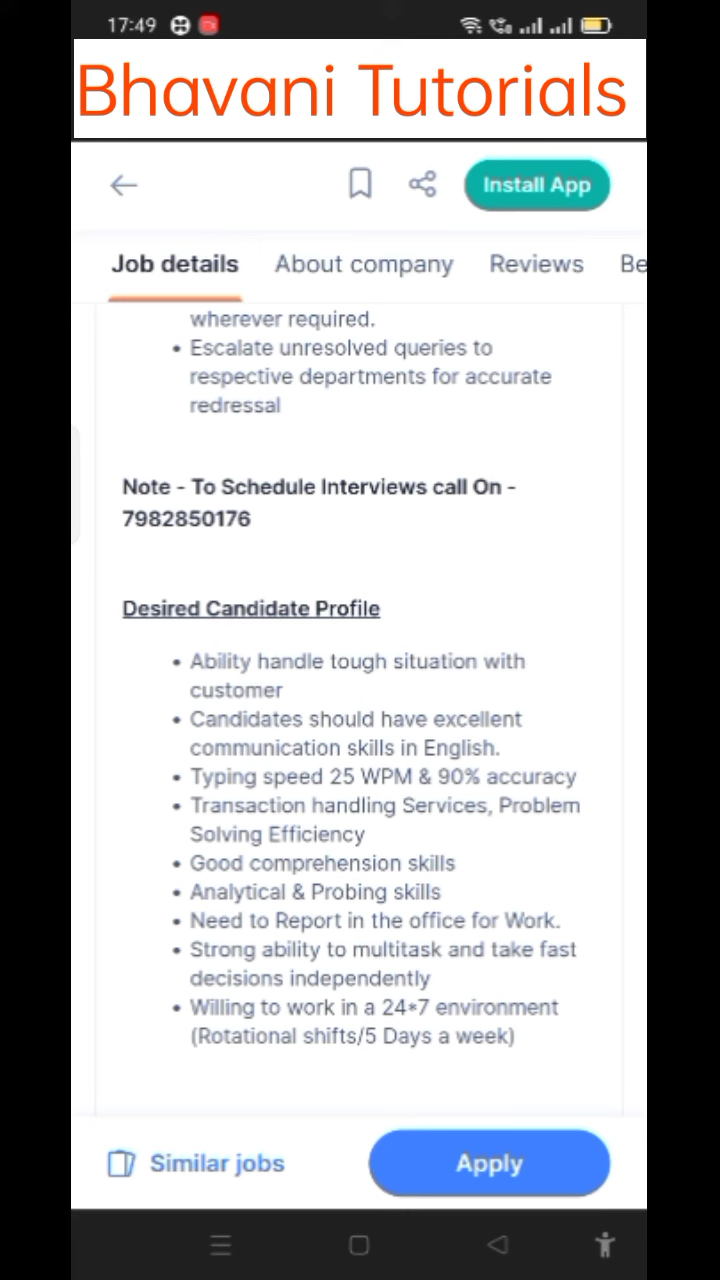 17:49
Bhavani Tutorials
Install App
Job details About company Reviews Be
wherever required.
• Escalate unresolved queries to
respective departments for accurate
redressal
Note - To Schedule Interviews call On -
7982850176
Desired Candidate Profile
• Ability handle tough situation with
customer
• Candidates should have excellent
communication skills in English.
• Typing speed 25 WPM & 90% accuracy
• Transaction handling Services, Problem
Solving Efficiency
• Good comprehension skills
• Analytical & Probing skills
• Need to Report in the office for Work.
• Strong ability to multitask and take fast
decisions independently
• Willing to work in a 24*7 environment
(Rotational shifts/5 Days a week)
Similar jobs Apply